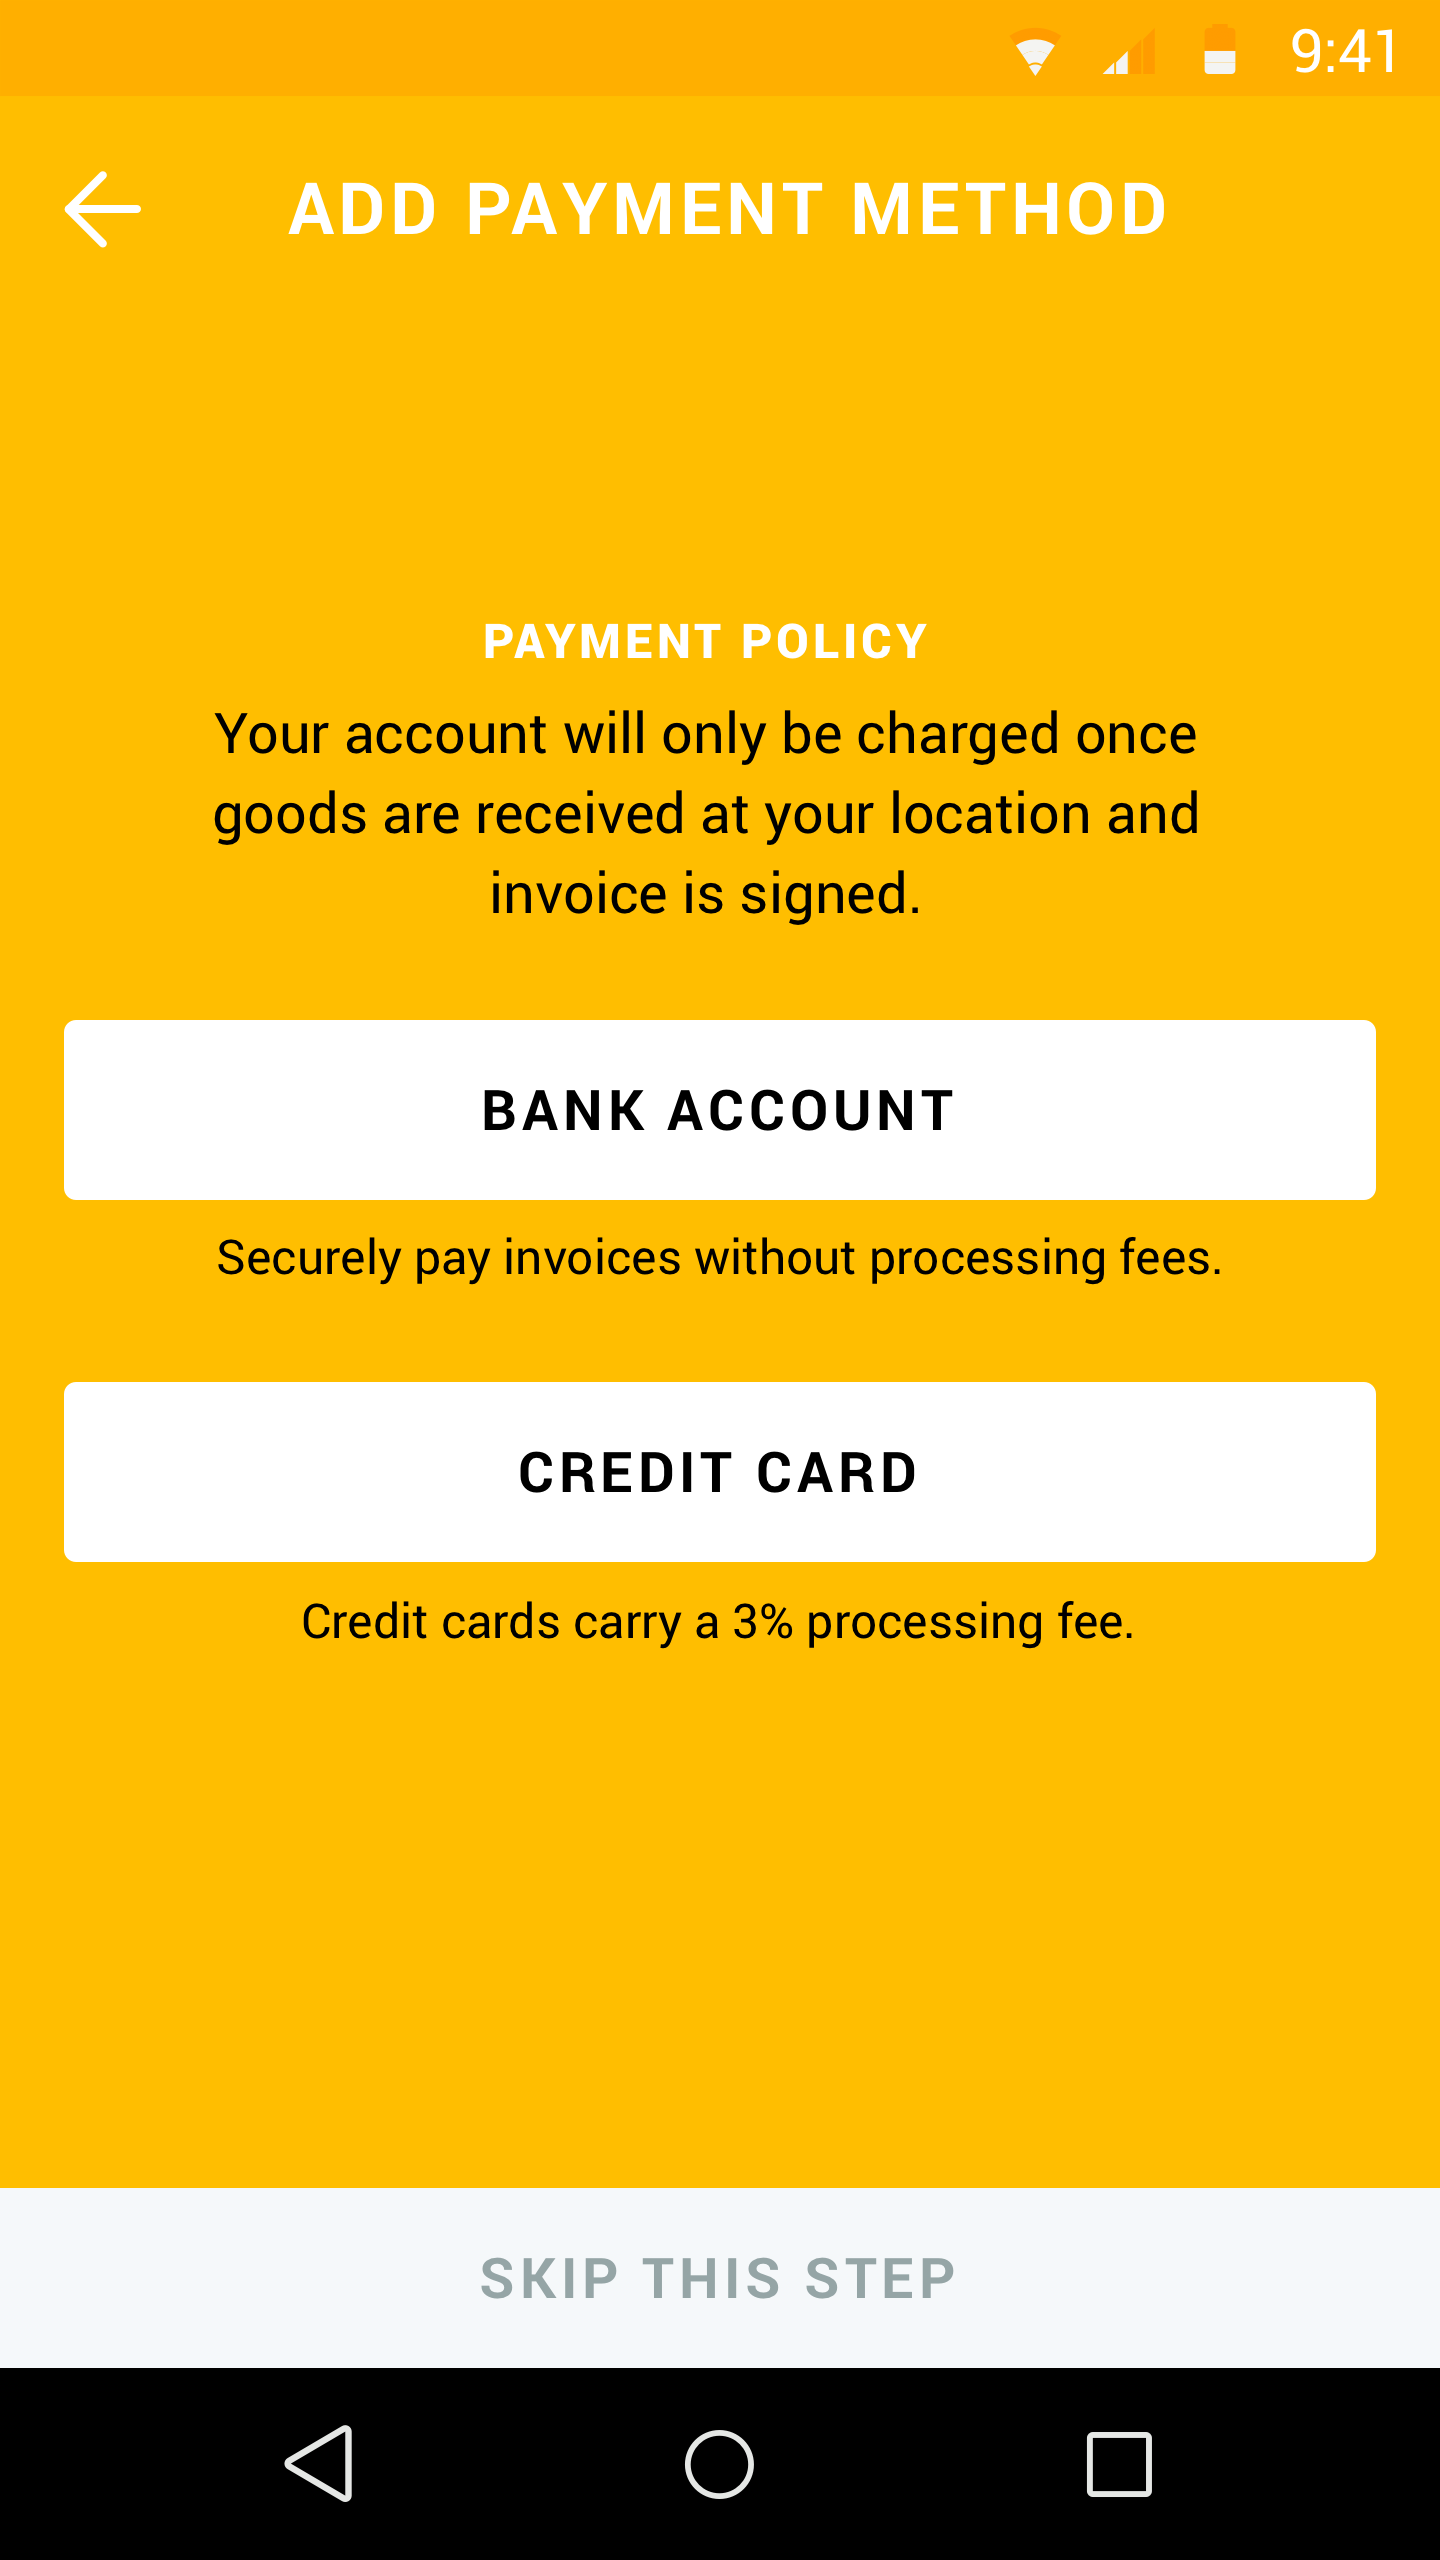 9:41
ADD PAYMENT METHOD
PAYMENT POLICY
Your account will only be charged once
goods are received at your location and
invoice is signed.
BANK ACCOUNT
Securely pay invoices without processing fees.
CREDIT CARD
Credit cards carry a 3% processing fee.
SKIP THIS STEP